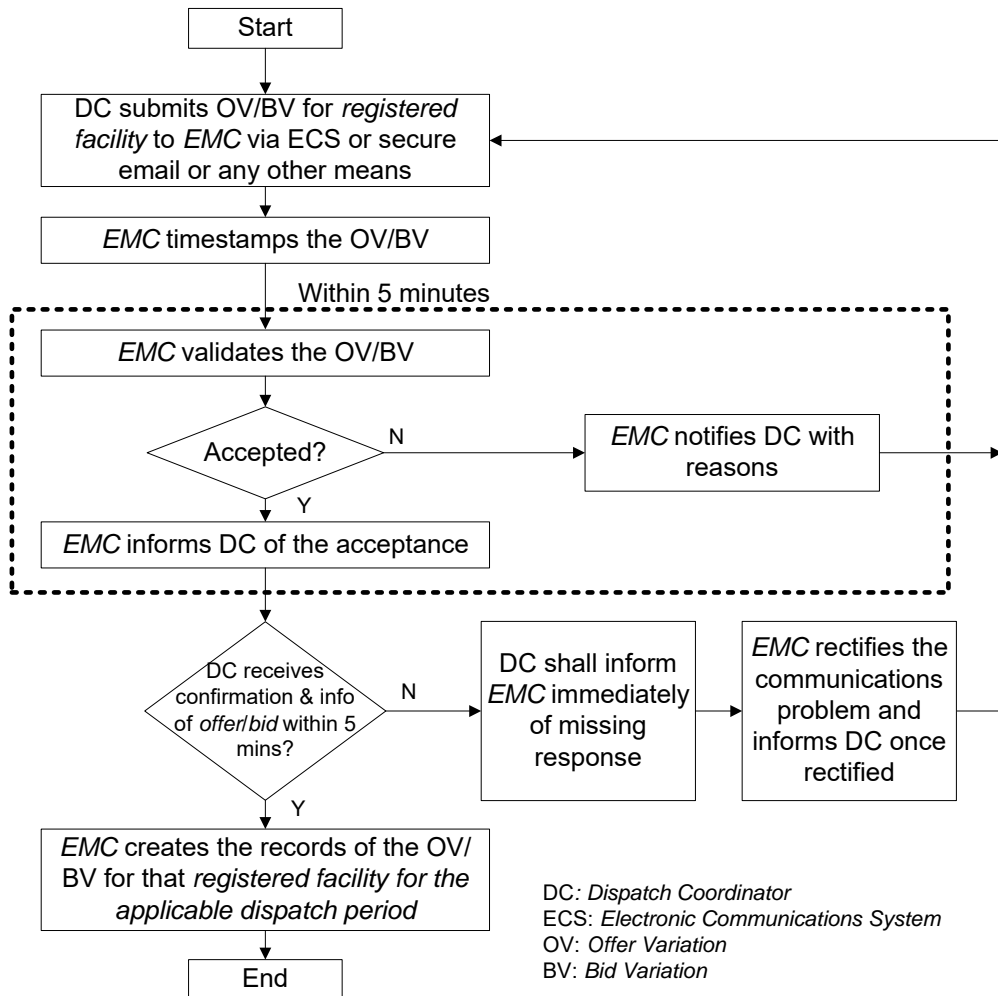 Start
DC submits OV/BV for registered
facility to EMC via ECS or secure
email or any other means
EMC timestamps the OV/BV
Within 5 minutes
EMC validates the OV/BV
Accepted?
N
EMC notifies DC with
reasons
Y
EMC informs DC of the acceptance
DC receives
confirmation & info
of offer/bid within 5
mins?
N
DC shall inform
EMC immediately
of missing
response
EMC rectifies the
communications
problem and
informs DC once
rectified
Y
EMC creates the records of the OV/
BV for that registered facility for the
applicable dispatch period
End
DC: Dispatch Coordinator
ECS: Electronic Communications System
OV: Offer Variation
BV: Bid Variation